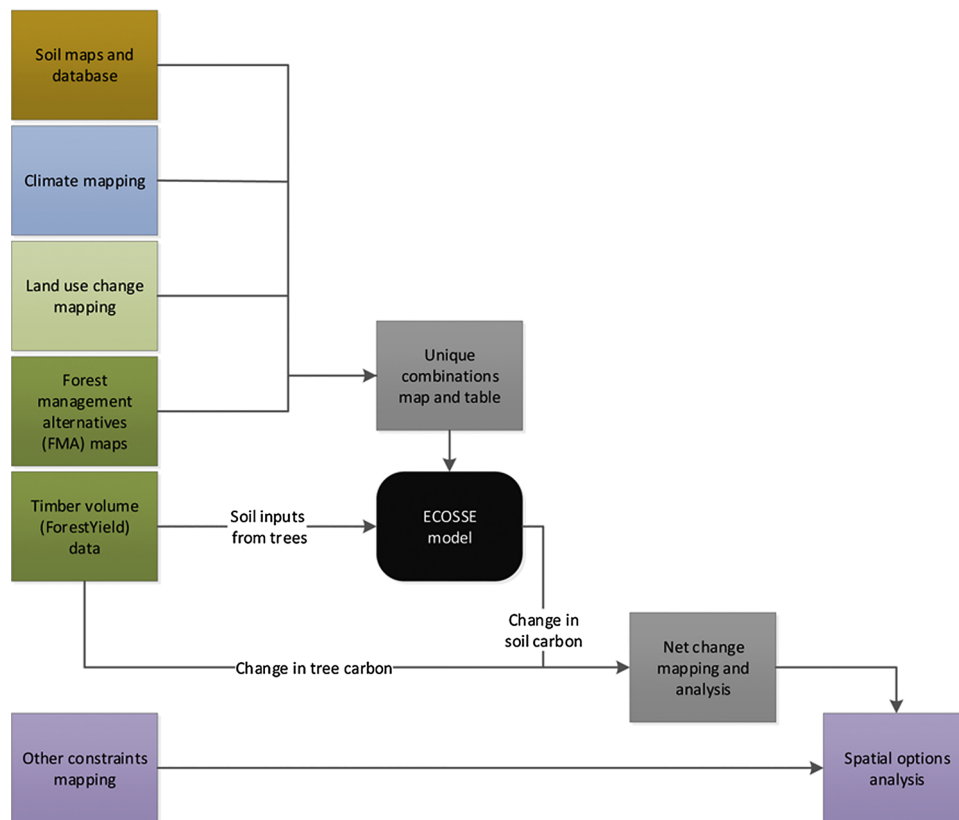 Soil maps and
database
Climate mapping
Land use change
mapping
Forest
management
alternatives
(FMA) maps
Unique
combinations
map and table
Timber volume
(ForestYield)
data
Soil inputs
from trees
ECOSSE
model
Change in
soil carbon
Change in tree carbon
Net change
mapping and
analysis
Other constraints
mapping
Spatial options
analysis